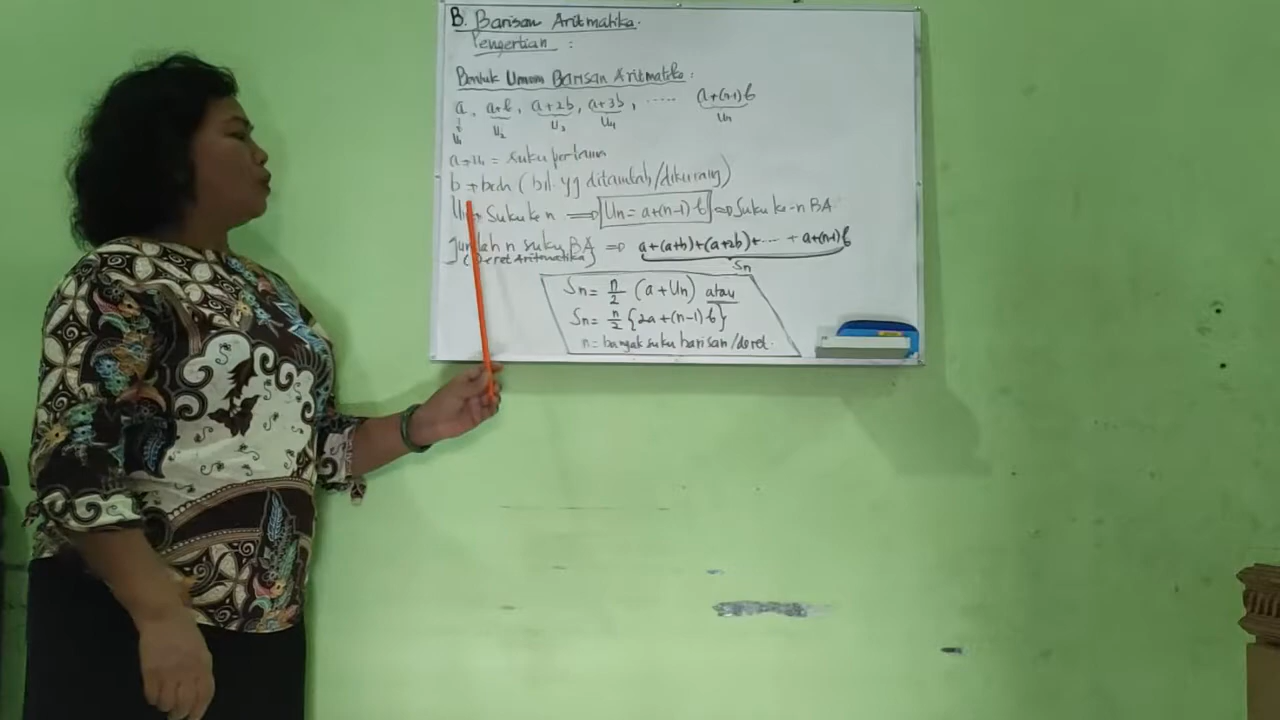 B. Barisan Aritmatika.
Pengertian :
Bentuk Umum Barisan Aritmatika :
a, a+b, a+2b, a+3b, ..... a+(n-1)b
U₁ U₂ U₃ U₄ Un
a → U₁ = suku pertama
b → beda (bil. yg ditambah/dikurang)
Un → Suku ke n ⇒ Un = a+(n-1)b ⇔ Suku ke-n BA
Jumlah n suku BA ⇒ a+(a+b)+(a+2b)+....+ a+(n-1)b
(Deret Aritmatika) Sn
Sn = n/2 (a+Un) atau
Sn = n/2 {2a+(n-1)b}
n = banyak suku barisan/deret.